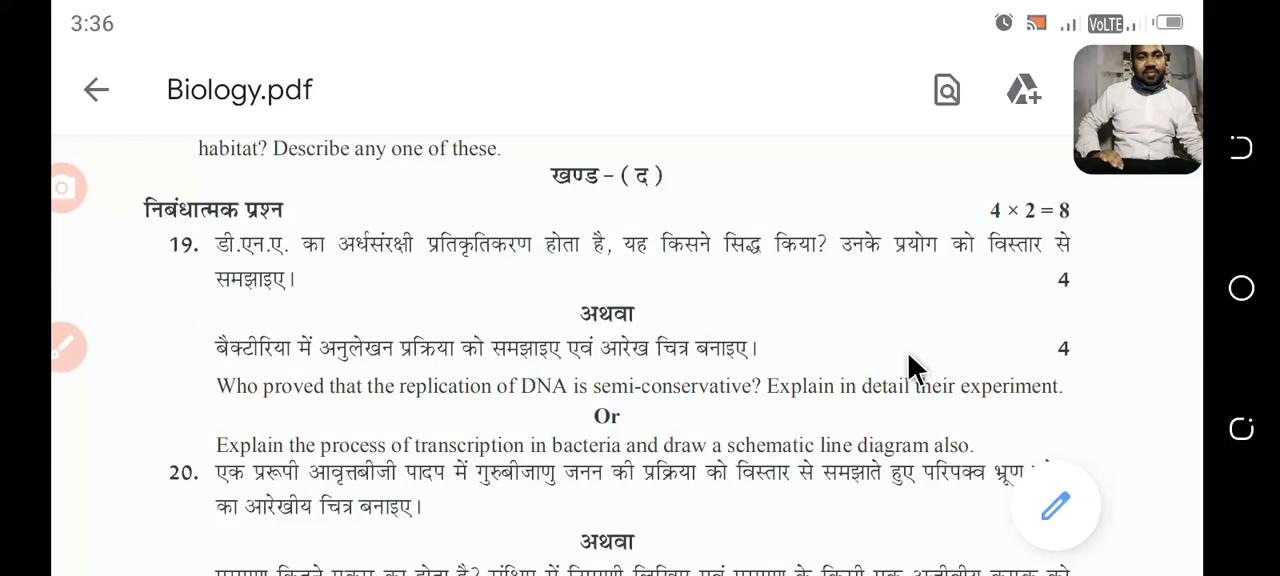 3:36
VoLTE
Biology.pdf
habitat? Describe any one of these.
खण्ड - ( द )
निबंधात्मक प्रश्न 4 × 2 = 8
19. डी.एन.ए. का अर्धसंरक्षी प्रतिकृतिकरण होता है, यह किसने सिद्ध किया? उनके प्रयोग को विस्तार से
समझाइए। 4
अथवा
बैक्टीरिया में अनुलेखन प्रक्रिया को समझाइए एवं आरेख चित्र बनाइए। 4
Who proved that the replication of DNA is semi-conservative? Explain in detail their experiment.
Or
Explain the process of transcription in bacteria and draw a schematic line diagram also.
20. एक प्ररूपी आवृत्तबीजी पादप में गुरुबीजाणु जनन की प्रक्रिया को विस्तार से समझाते हुए परिपक्व भ्रूण
का आरेखीय चित्र बनाइए।
अथवा